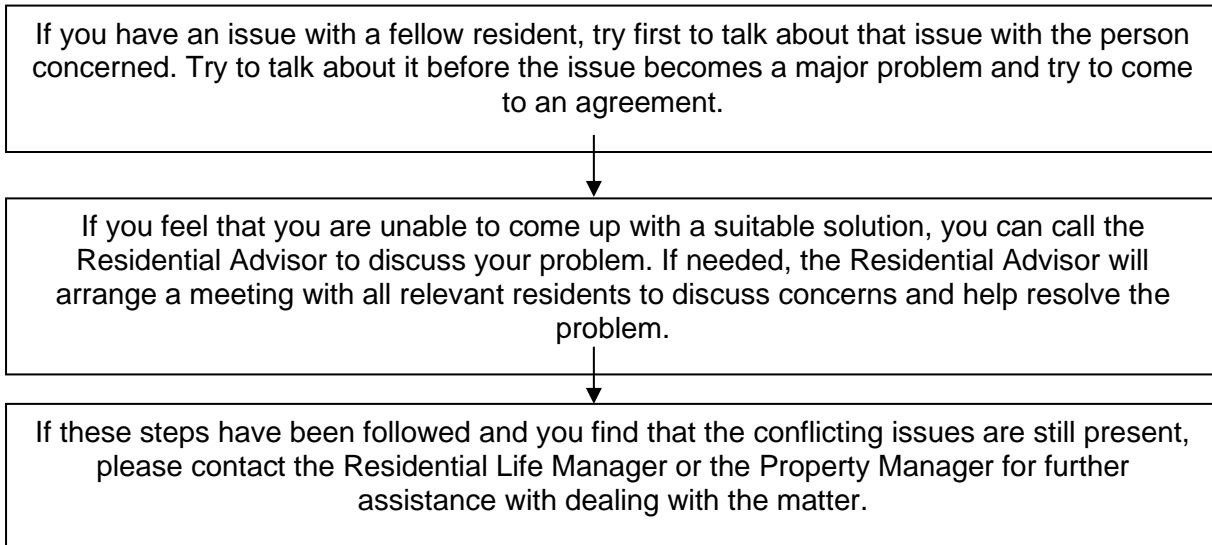 If you have an issue with a fellow resident, try first to talk about that issue with the person
concerned. Try to talk about it before the issue becomes a major problem and try to come
to an agreement.
If you feel that you are unable to come up with a suitable solution, you can call the
Residential Advisor to discuss your problem. If needed, the Residential Advisor will
arrange a meeting with all relevant residents to discuss concerns and help resolve the
problem.
If these steps have been followed and you find that the conflicting issues are still present,
please contact the Residential Life Manager or the Property Manager for further
assistance with dealing with the matter.